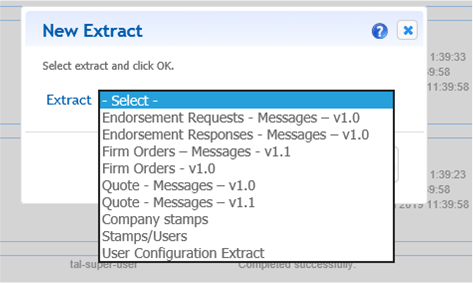 New Extract
?
1:39:33
Select extract and click OK.
9:58
11:39:58
Extract
- Select -
Endorsement Requests - Messages – v1.0
Endorsement Responses - Messages – v1.0
Firm Orders – Messages - v1.1
Firm Orders - v1.0
Quote - Messages – v1.0
Quote - Messages – v1.1
Company stamps
Stamps/Users
User Configuration Extract
1:39:23
9:58
2019 11:39:58
tal-super-user
Completed successfully.